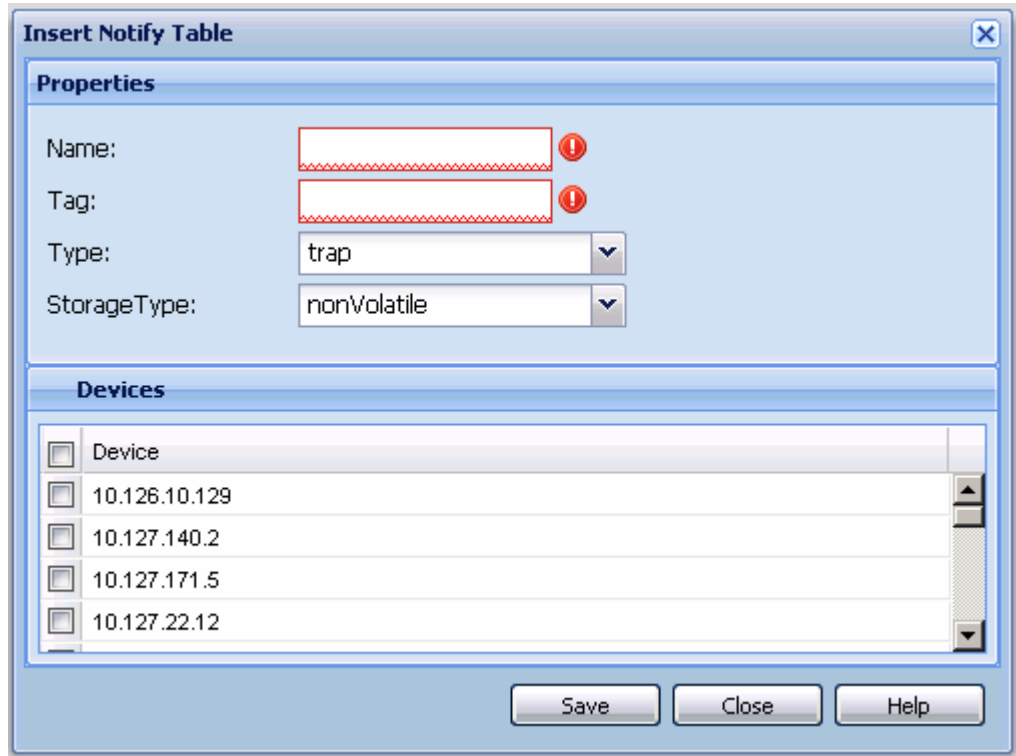 Insert Notify Table
Properties
Name:
Tag:
Type: trap
StorageType: nonVolatile
Devices
Device
10.126.10.129
10.127.140.2
10.127.171.5
10.127.22.12
Save Close Help